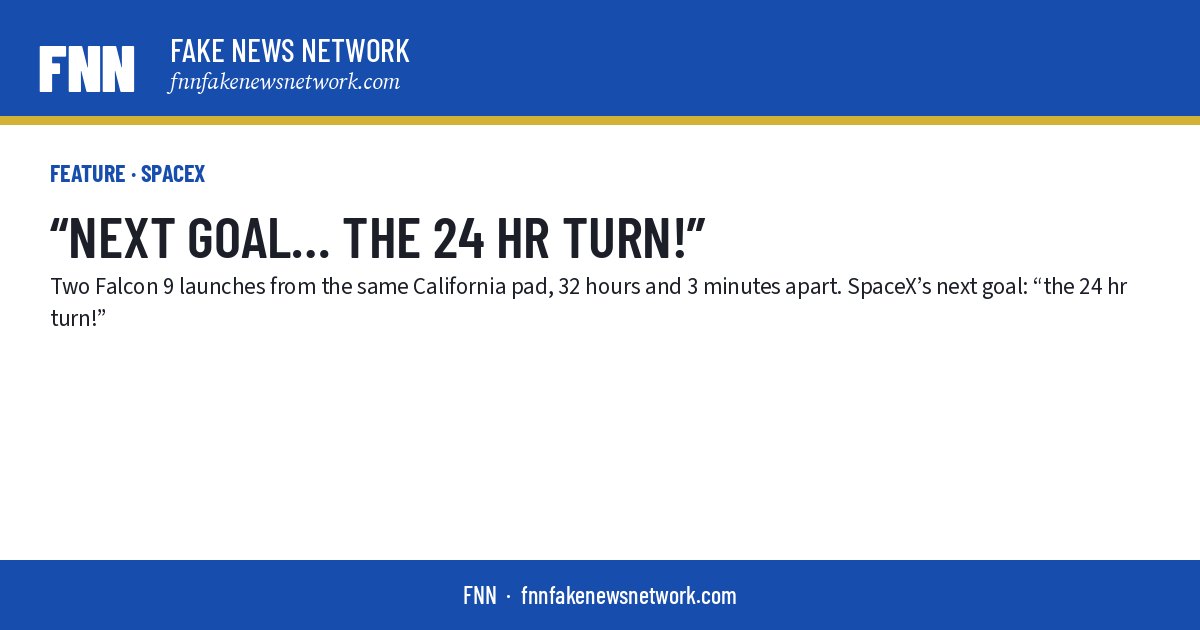 FNN
FAKE NEWS NETWORK
fnnfakenewsnetwork.com
FEATURE · SPACEX
“NEXT GOAL… THE 24 HR TURN!”
Two Falcon 9 launches from the same California pad, 32 hours and 3 minutes apart. SpaceX’s next goal: “the 24 hr
turn!”
FNN · fnnfakenewsnetwork.com